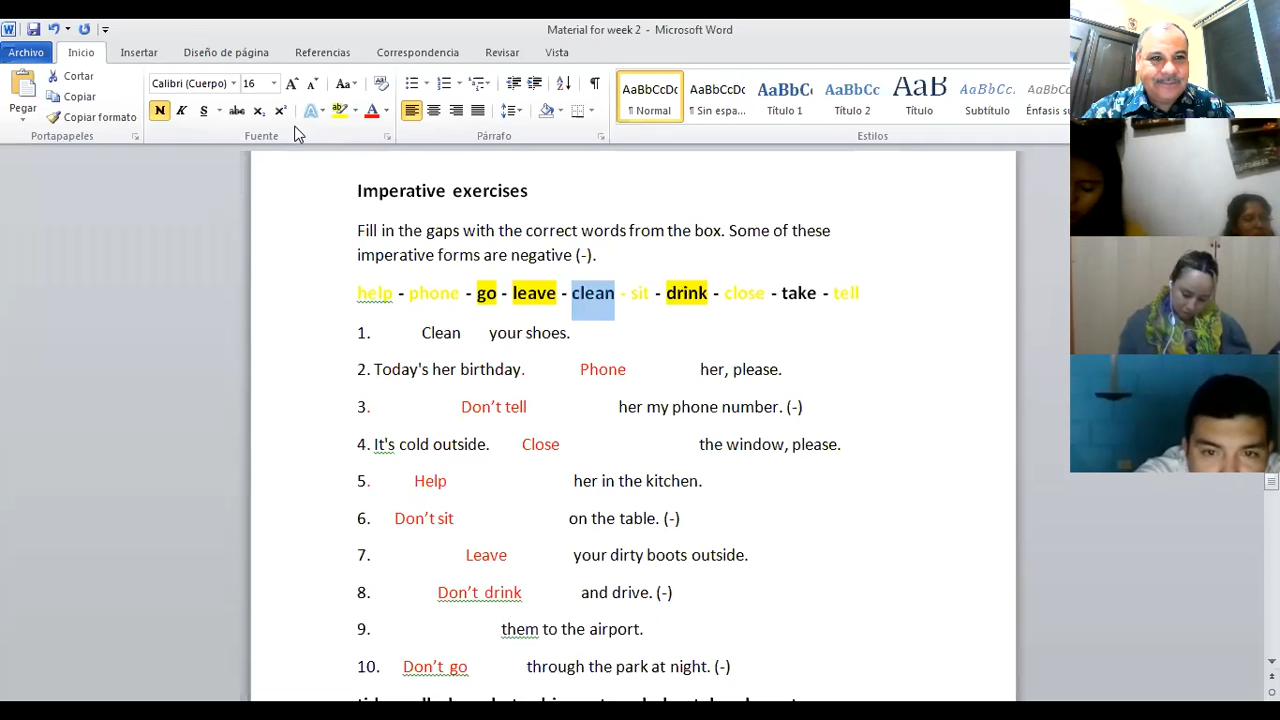 Material for week 2 - Microsoft Word
Archivo Inicio Insertar Diseño de página Referencias Correspondencia Revisar Vista
Pegar
Cortar
Copiar
Copiar formato
Portapapeles
Calibri (Cuerpo) 16
N K S abc x₂ x²
Fuente
Párrafo
AaBbCcDc AaBbCcDc AaBbC AaBbCc AaB AaBbCc. AaBbCc
¶ Normal ¶ Sin espa... Título 1 Título 2 Título Subtítulo Énfasis su
Estilos
Imperative exercises
Fill in the gaps with the correct words from the box. Some of these
imperative forms are negative (-).
help - phone - go - leave - clean - sit - drink - close - take - tell
1. Clean your shoes.
2. Today's her birthday. Phone her, please.
3. Don't tell her my phone number. (-)
4. It's cold outside. Close the window, please.
5. Help her in the kitchen.
6. Don't sit on the table. (-)
7. Leave your dirty boots outside.
8. Don't drink and drive. (-)
9. them to the airport.
10. Don't go through the park at night. (-)